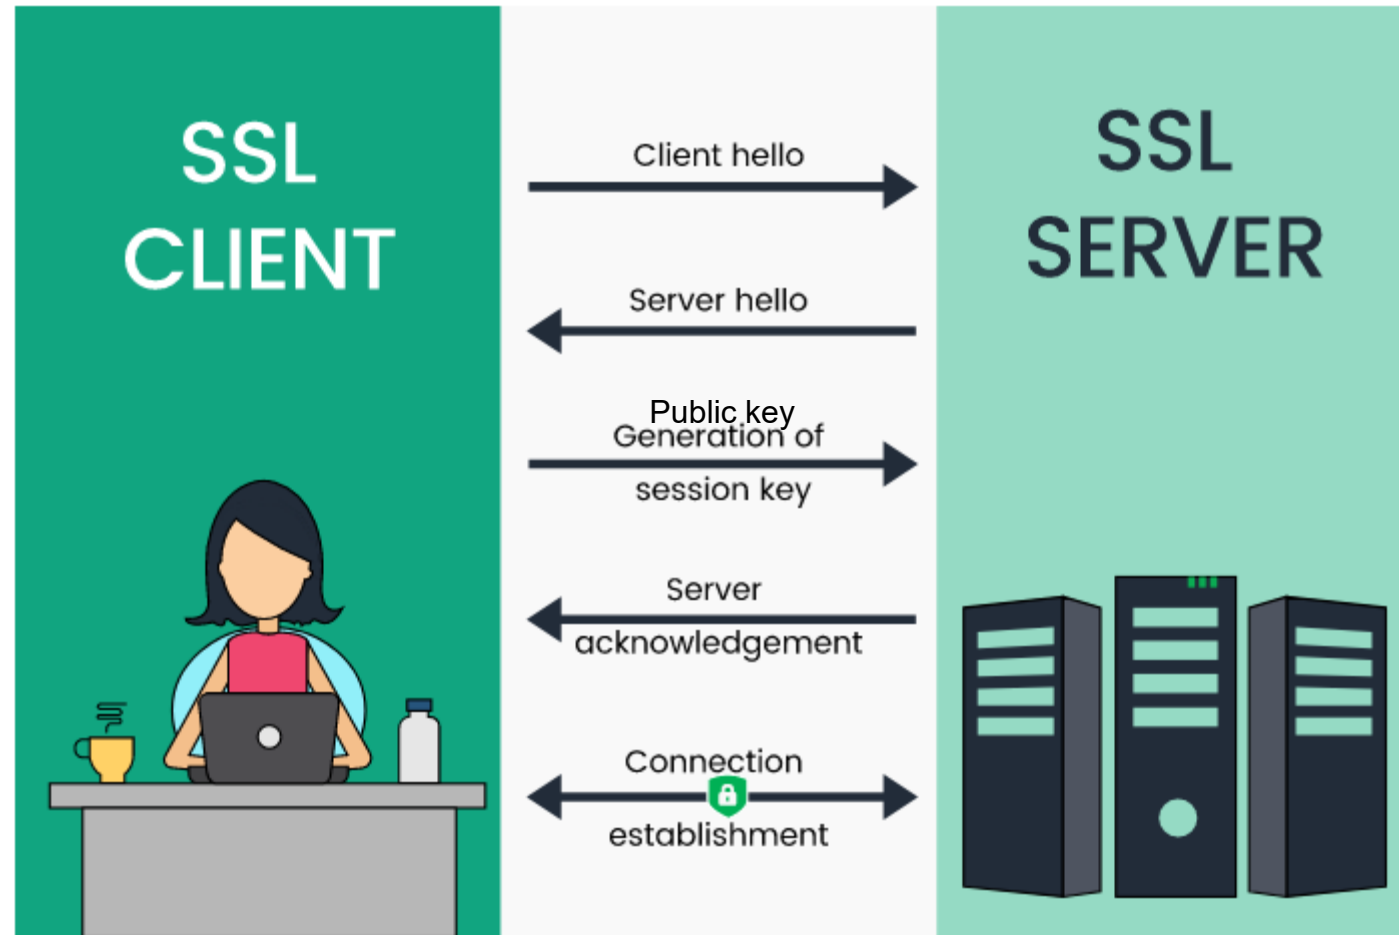 SSL
CLIENT
Client hello
Server hello
Public key
Generation of
session key
Server
acknowledgement
Connection
establishment
SSL
SERVER